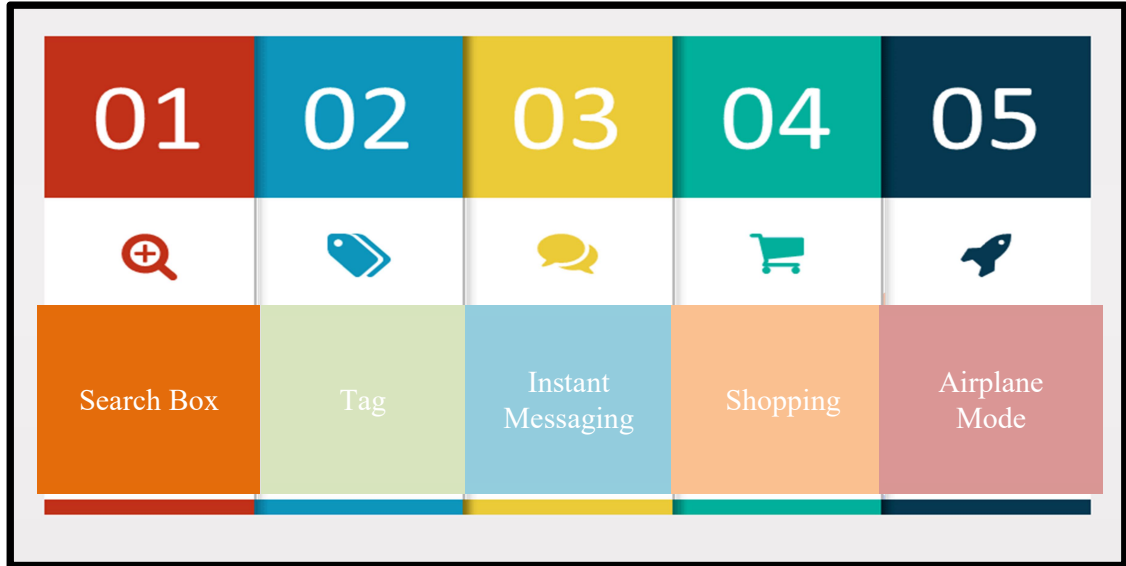 01
02
03
04
05
Search Box
Tag
Instant
Messaging
Shopping
Airplane
Mode